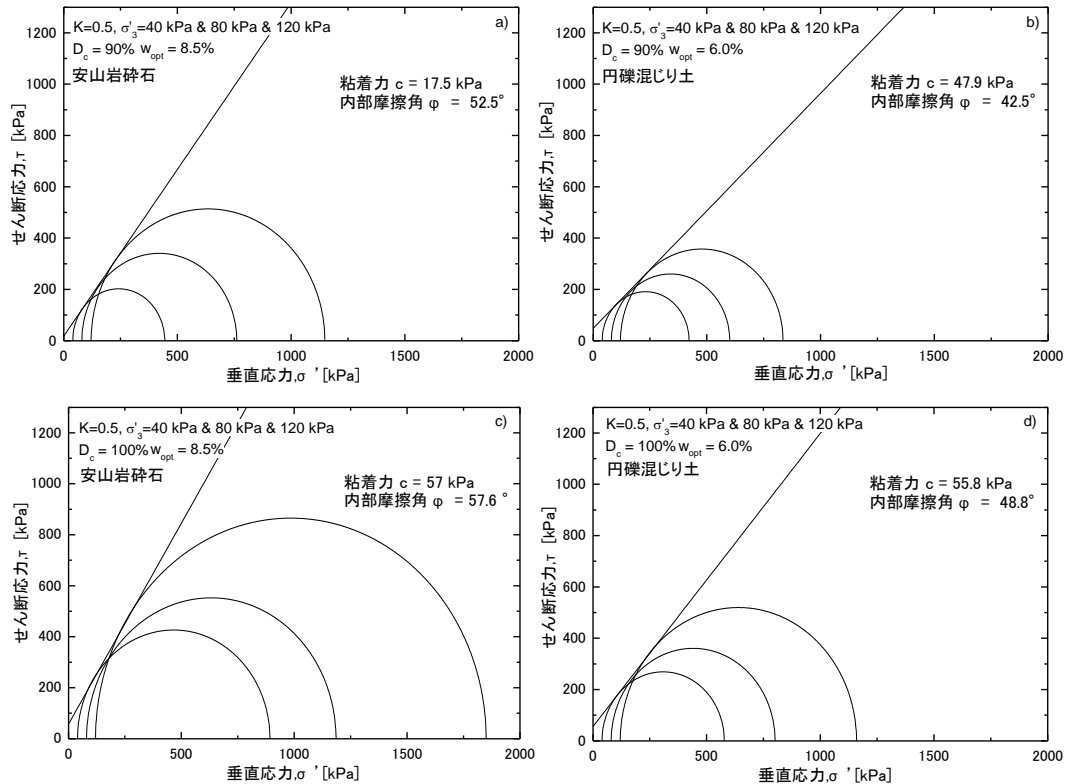 a)
K=0.5, σ'3=40 kPa & 80 kPa & 120 kPa
Dc = 90% wopt = 8.5%
安山岩砕石
粘着力 c = 17.5 kPa
内部摩擦角 φ = 52.5°
せん断応力,τ [kPa]
1200
1000
800
600
400
200
0
0 500 1000 1500 2000
垂直応力,σ ' [kPa]
b)
K=0.5, σ'3=40 kPa & 80 kPa & 120 kPa
Dc = 90% wopt = 6.0%
円礫混じり土
粘着力 c = 47.9 kPa
内部摩擦角 φ = 42.5°
せん断応力,τ [kPa]
1200
1000
800
600
400
200
0
0 500 1000 1500 2000
垂直応力,σ ' [kPa]
c)
K=0.5, σ'3=40 kPa & 80 kPa & 120 kPa
Dc = 100% wopt = 8.5%
安山岩砕石
粘着力 c = 57 kPa
内部摩擦角 φ = 57.6 °
せん断応力,τ [kPa]
1200
1000
800
600
400
200
0
0 500 1000 1500 2000
垂直応力,σ ' [kPa]
d)
K=0.5, σ'3=40 kPa & 80 kPa & 120 kPa
Dc = 100% wopt = 6.0%
円礫混じり土
粘着力 c = 55.8 kPa
内部摩擦角 φ = 48.8°
せん断応力,τ [kPa]
1200
1000
800
600
400
200
0
0 500 1000 1500 2000
垂直応力,σ ' [kPa]